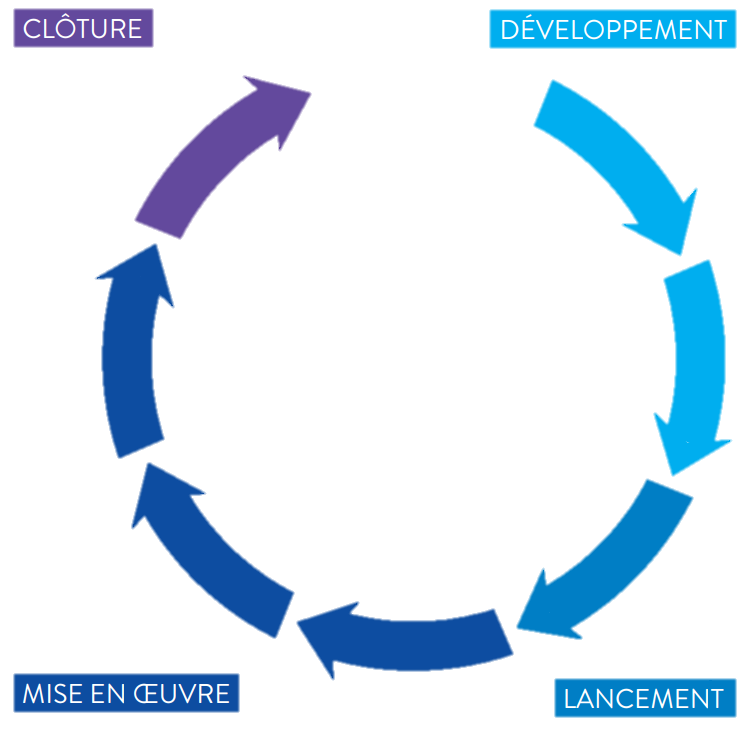 CLÔTURE
DÉVELOPPEMENT
MISE EN ŒUVRE
LANCEMENT